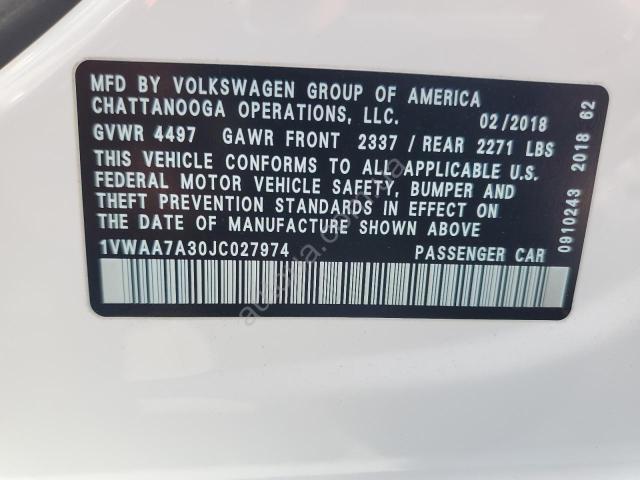 MFD BY VOLKSWAGEN GROUP OF AMERICA
CHATTANOOGA OPERATIONS, LLC. 02/2018
GVWR 4497 GAWR FRONT 2337 / REAR 2271 LBS
THIS VEHICLE CONFORMS TO ALL APPLICABLE U.S.
FEDERAL MOTOR VEHICLE SAFETY, BUMPER AND
THEFT PREVENTION STANDARDS IN EFFECT ON
THE DATE OF MANUFACTURE SHOWN ABOVE
1VWAA7A30JC027974 PASSENGER CAR
0910243 2018 62